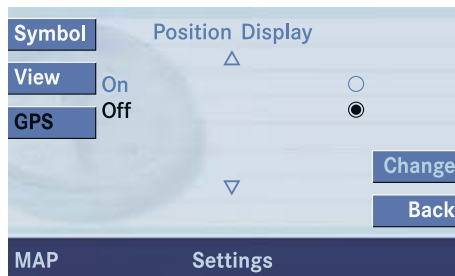 Symbol
Position Display
View
On
Off
GPS
Change
Back
MAP
Settings